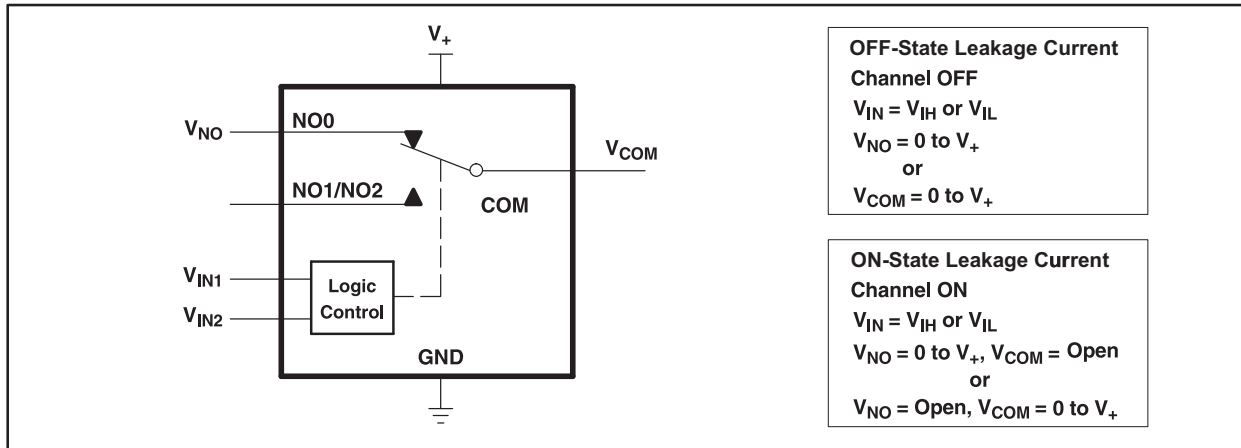 V+
VNO
NO0
VCOM
NO1/NO2
COM
VIN1
VIN2
Logic
Control
GND
OFF-State Leakage Current
Channel OFF
VIN = VIH or VIL
VNO = 0 to V+
or
VCOM = 0 to V+
ON-State Leakage Current
Channel ON
VIN = VIH or VIL
VNO = 0 to V+, VCOM = Open
or
VNO = Open, VCOM = 0 to V+